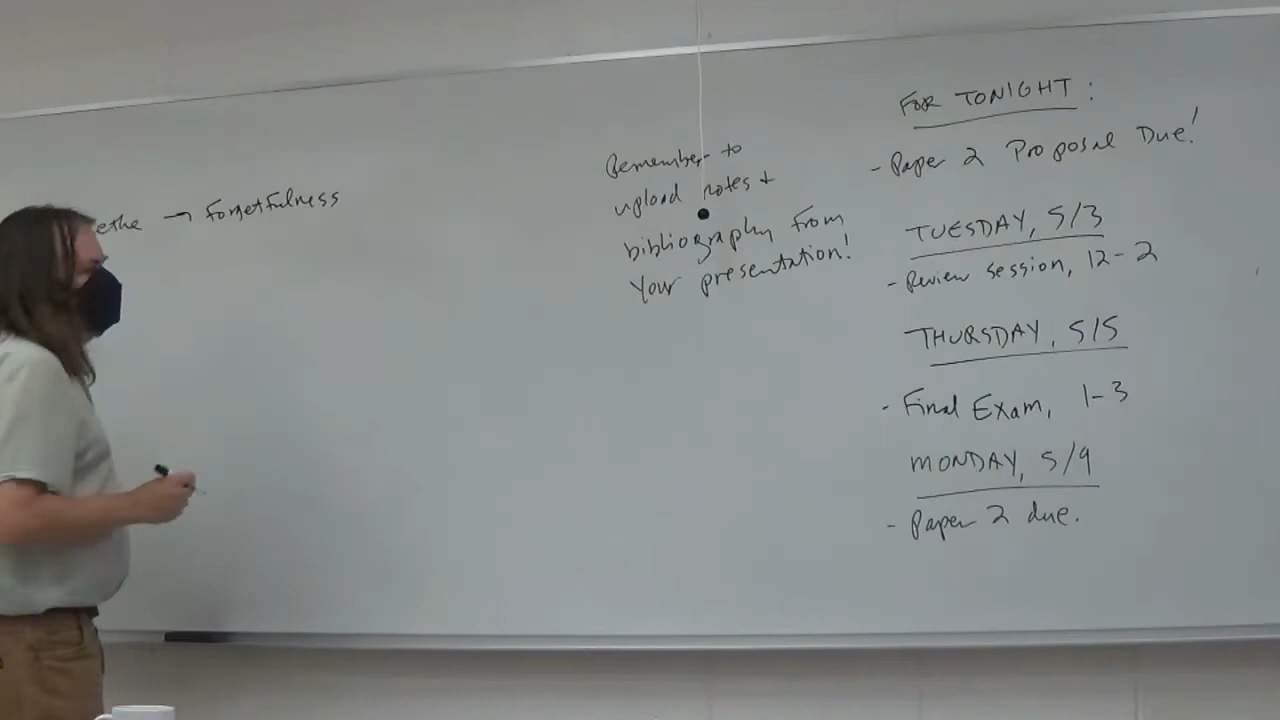 ethe → Forgetfulness
Remember to
upload notes +
bibliography from
your presentation!
FOR TONIGHT:
- Paper 2 Proposal Due!
TUESDAY, 5/3
- Review session, 12-2
THURSDAY, 5/5
- Final Exam, 1-3
MONDAY, 5/9
- Paper 2 due.